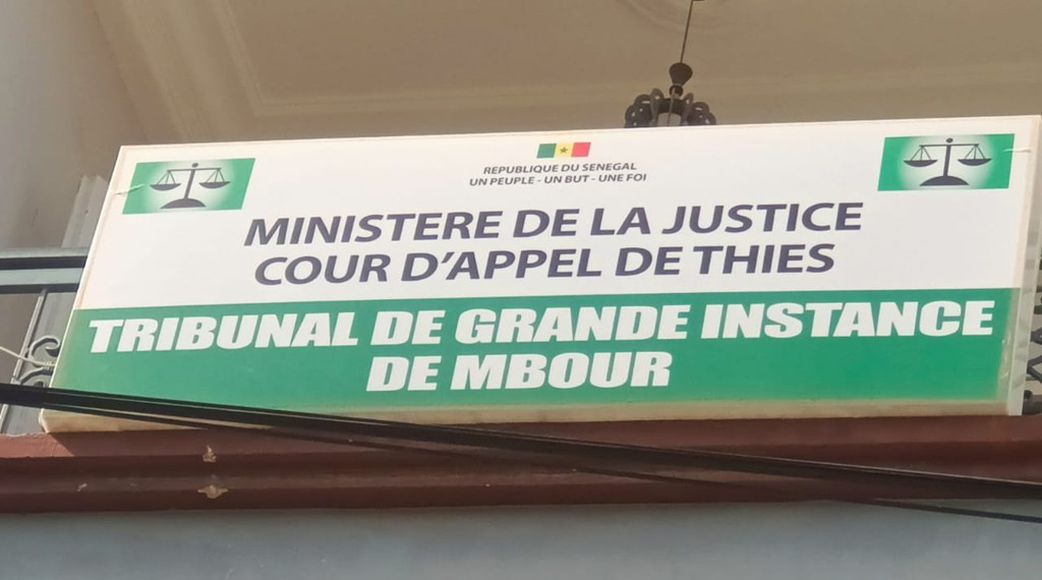 REPUBLIQUE DU SENEGAL
UN PEUPLE - UN BUT - UNE FOI
MINISTERE DE LA JUSTICE
COUR D'APPEL DE THIES
TRIBUNAL DE GRANDE INSTANCE
DE MBOUR